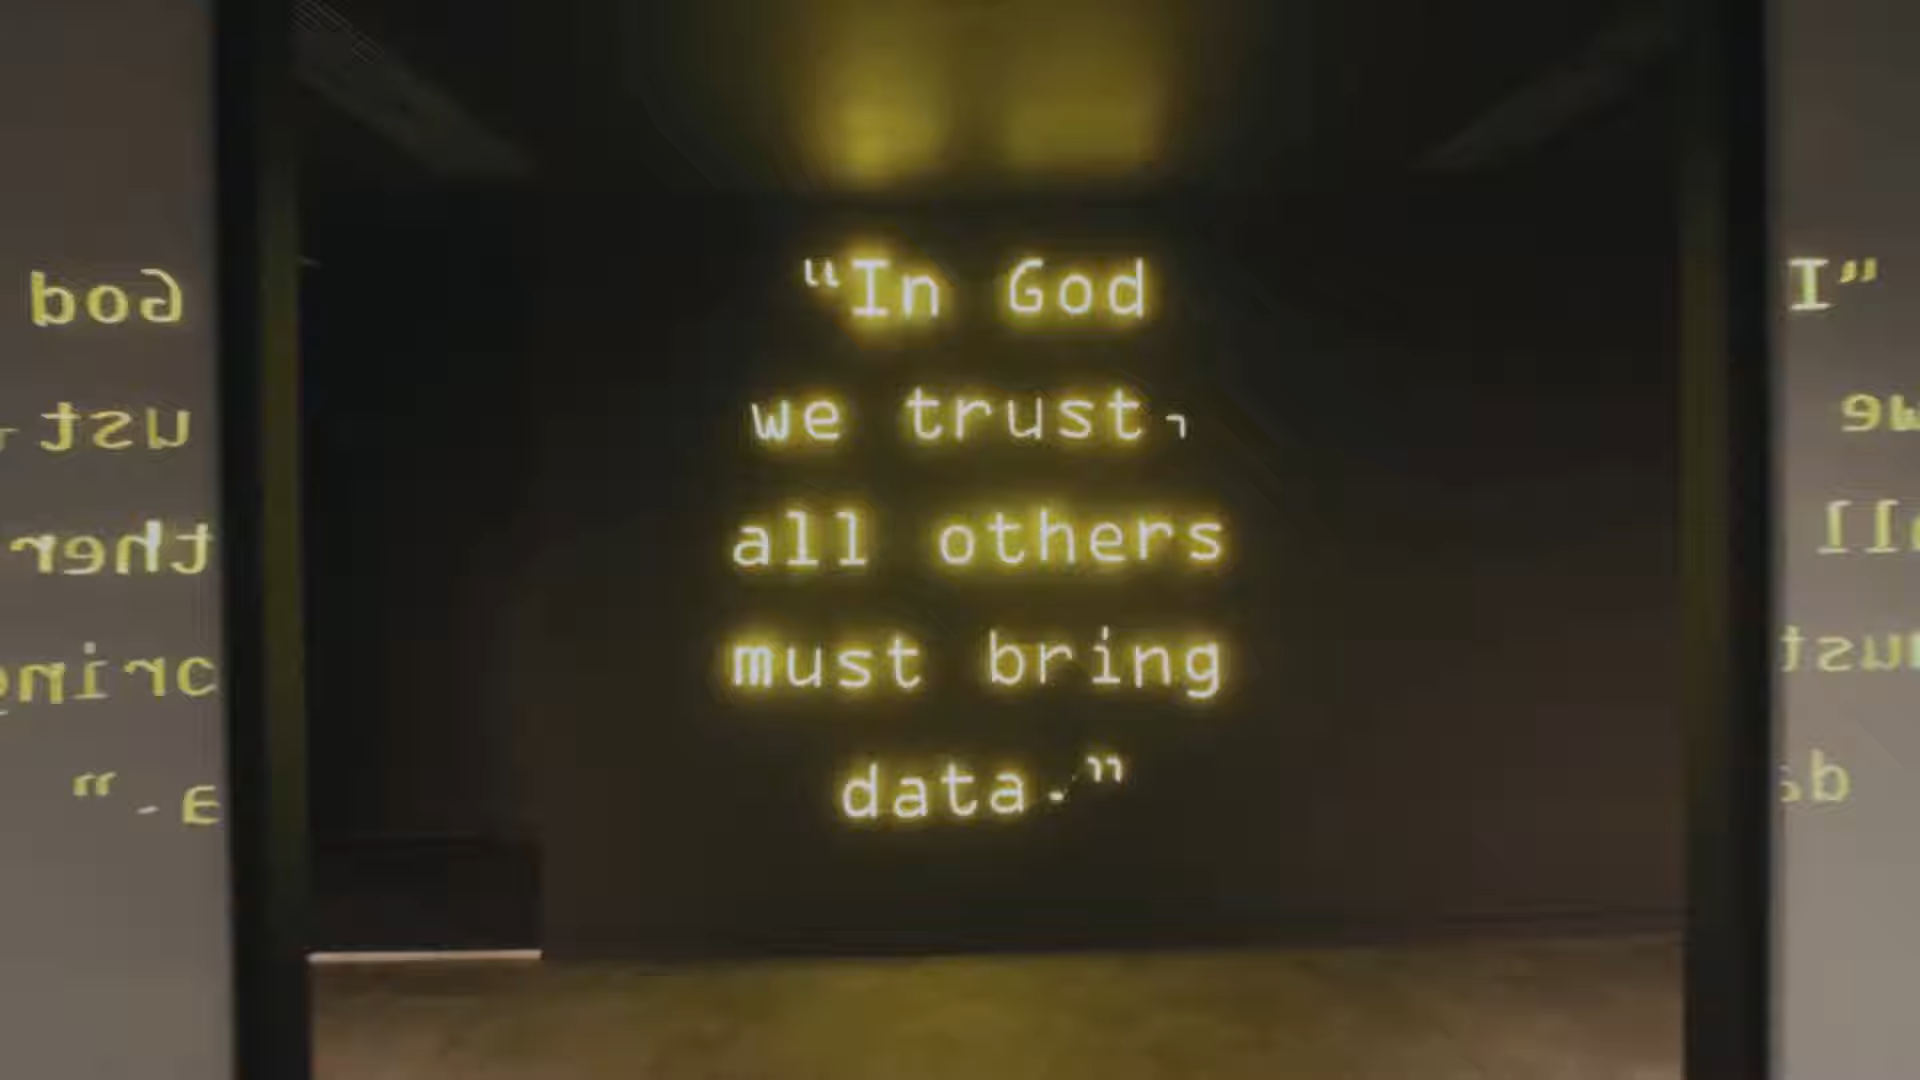 “In God
we trust,
all others
must bring
data.”